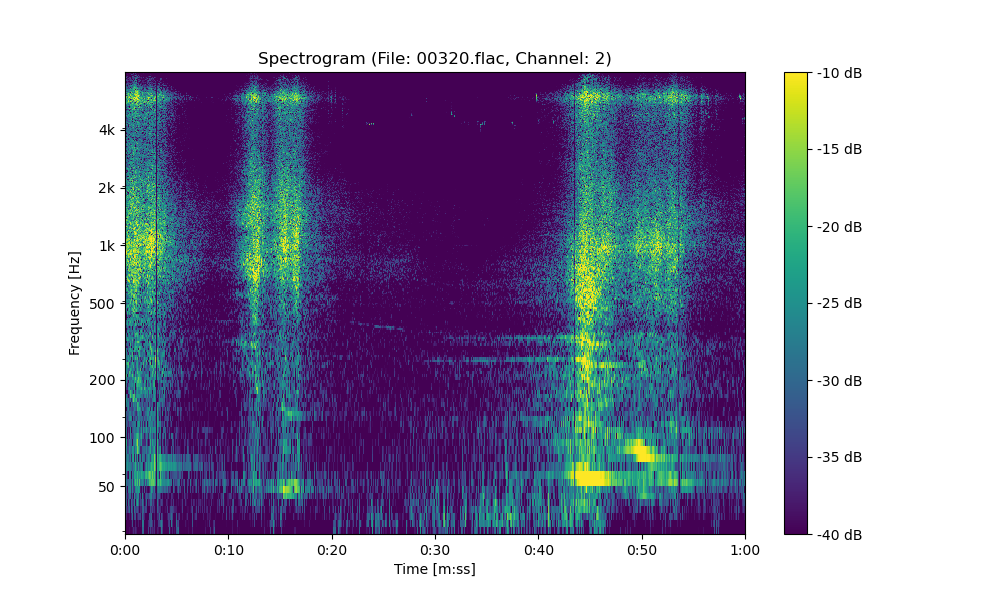 Spectrogram (File: 00320.flac, Channel: 2)
Frequency [Hz]
4k
2k
1k
500
200
100
50
0:00
0:10
0:20
0:30
0:40
0:50
1:00
Time [m:ss]
-10 dB
-15 dB
-20 dB
-25 dB
-30 dB
-35 dB
-40 dB